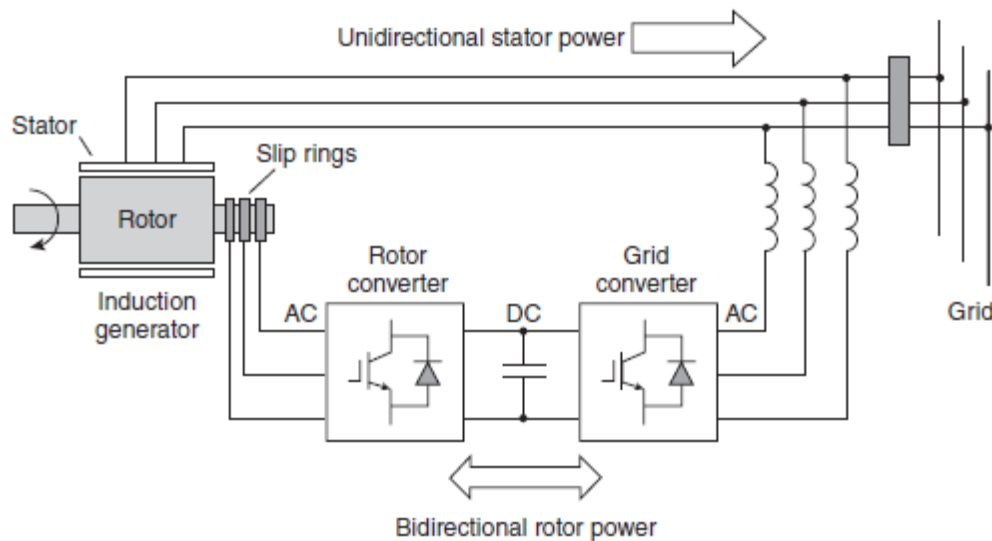 Unidirectional stator power
Stator
Slip rings
Rotor
Rotor
converter
Grid
converter
Induction
generator
AC
DC
AC
Grid
Bidirectional rotor power